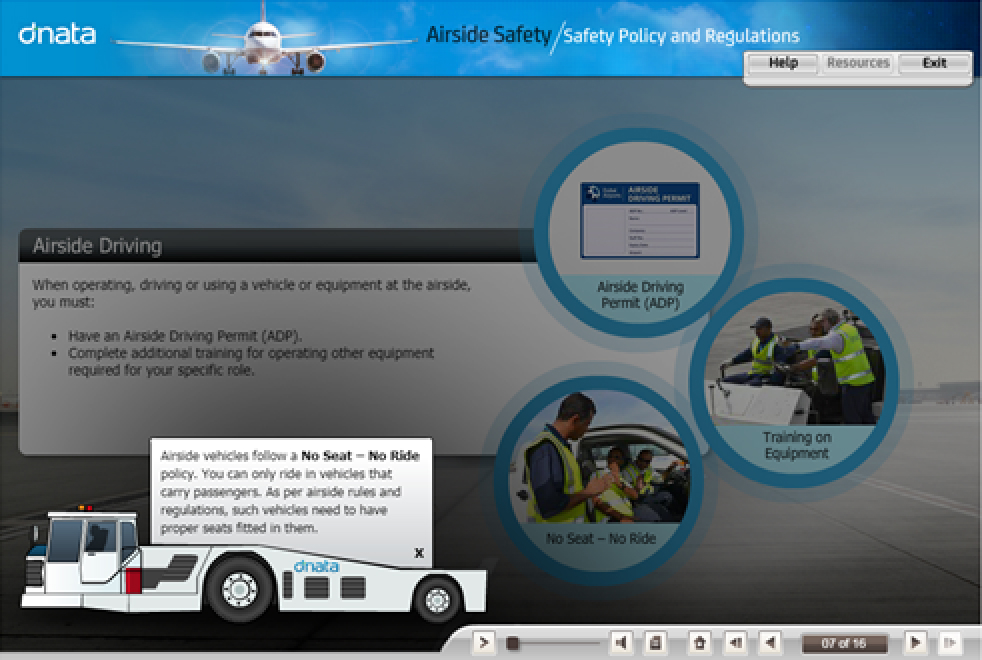 dnata
Airside Safety/Safety Policy and Regulations
Help
Resources
Exit
AIRSIDE
DRIVING PERMIT
Airside Driving
Permit (ADP)
Airside Driving
When operating, driving or using a vehicle or equipment at the airside,
you must:
• Have an Airside Driving Permit (ADP).
• Complete additional training for operating other equipment
required for your specific role.
Training on
Equipment
No Seat – No Ride
Airside vehicles follow a No Seat – No Ride
policy. You can only ride in vehicles that
carry passengers. As per airside rules and
regulations, such vehicles need to have
proper seats fitted in them.
X
dnata
07 of 16